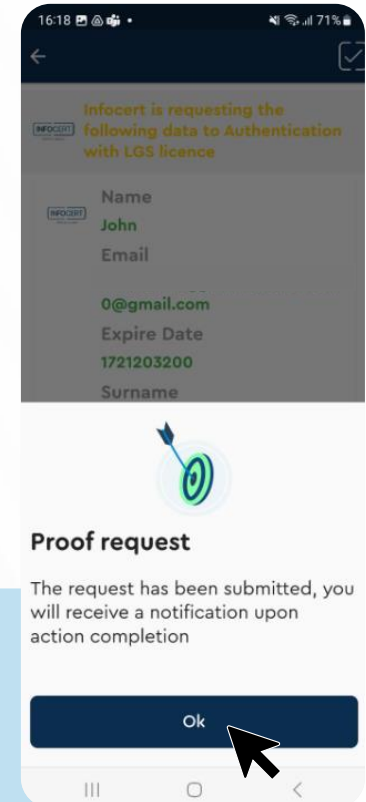 16:18
71%
Infocert is requesting the
INFOCERT
following data to Authentication
with LGS licence
Name
INFOCERT
John
Email
0@gmail.com
Expire Date
1721203200
Surname
Proof request
The request has been submitted, you
will receive a notification upon
action completion
Ok